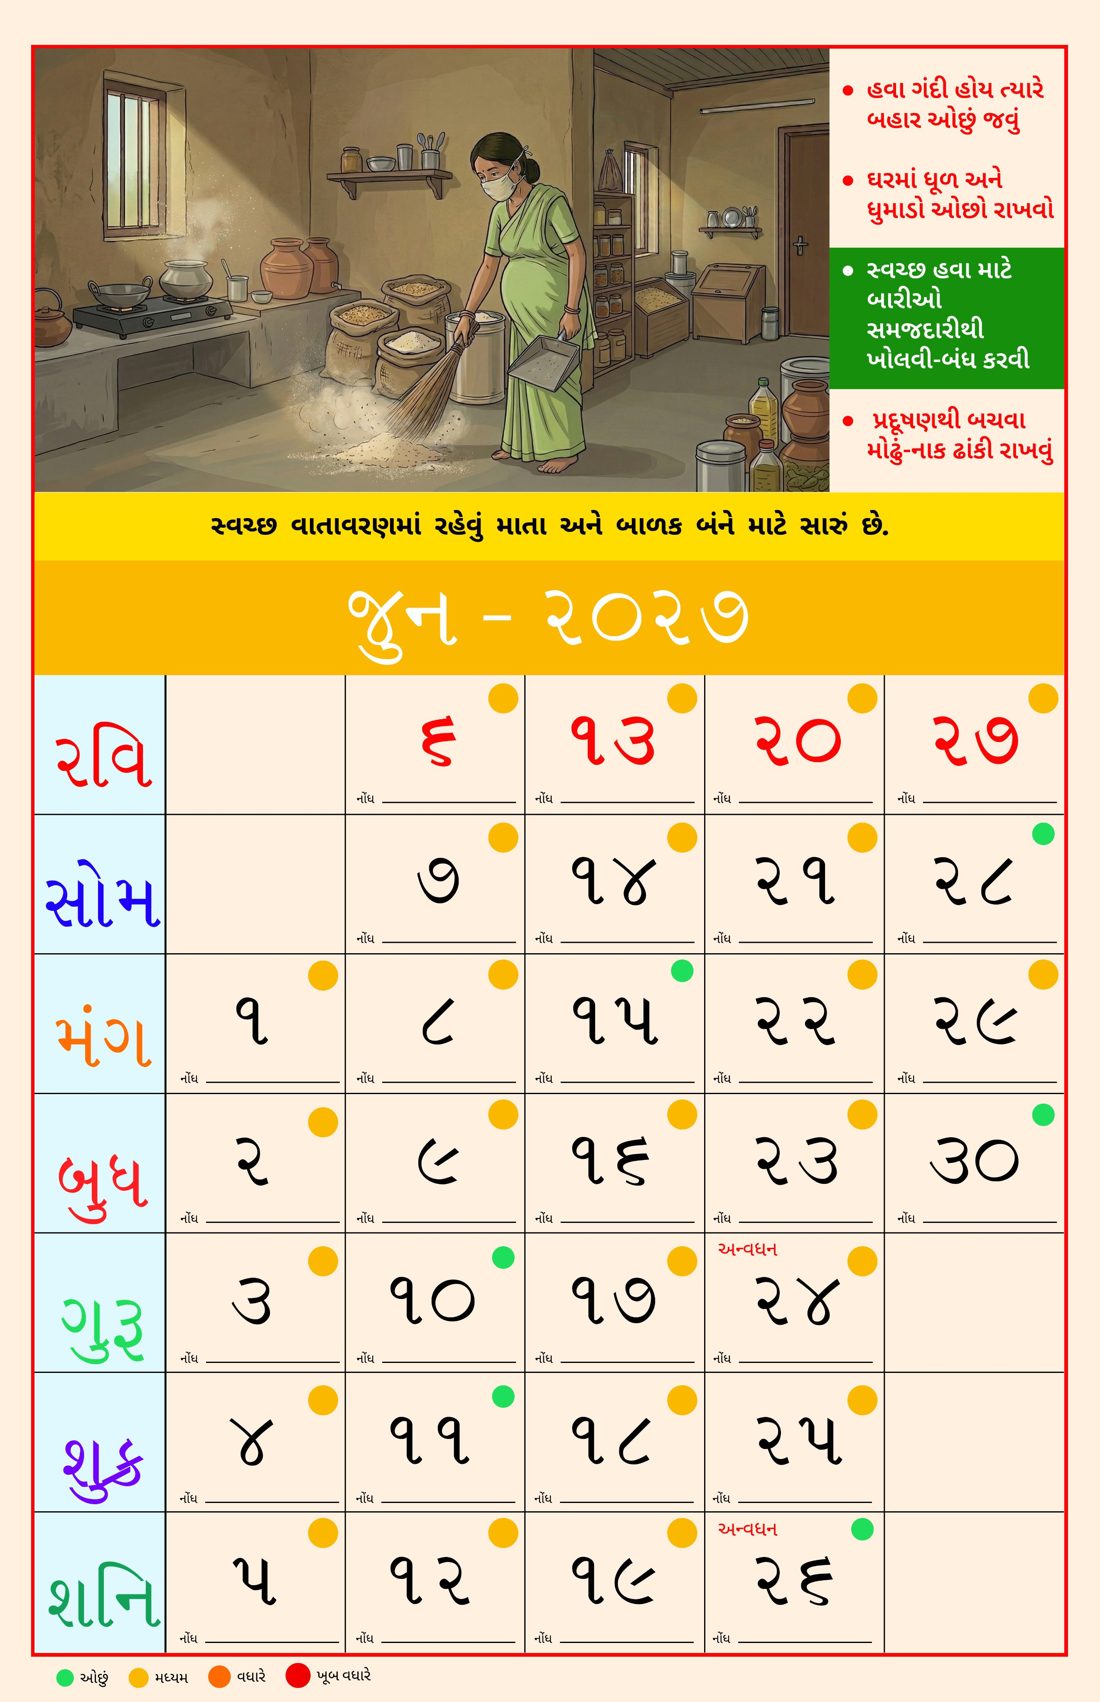 • હવા ગંદી હોય ત્યારે
બહાર ઓછું જવું
• ઘરમાં ધૂળ અને
ધુમાડો ઓછો રાખવો
• સ્વચ્છ હવા માટે
બારીઓ
સમજદારીથી
ખોલવી-બંધ કરવી
• પ્રદૂષણથી બચવા
મોઢું-નાક ઢાંકી રાખવું
સ્વચ્છ વાતાવરણમાં રહેવું માતા અને બાળક બંને માટે સારું છે.
જુન - ૨૦૨૭
રવિ ૬ ૧૩ ૨૦ ૨૭
નોંધ નોંધ નોંધ નોંધ
સોમ ૭ ૧૪ ૨૧ ૨૮
નોંધ નોંધ નોંધ નોંધ
મંગ ૧ ૮ ૧૫ ૨૨ ૨૯
નોંધ નોંધ નોંધ નોંધ નોંધ
બુધ ૨ ૯ ૧૬ ૨૩ ૩૦
નોંધ નોંધ નોંધ નોંધ નોંધ
અન્વધન
ગુરૂ ૩ ૧૦ ૧૭ ૨૪
નોંધ નોંધ નોંધ નોંધ
શુક્ર ૪ ૧૧ ૧૮ ૨૫
નોંધ નોંધ નોંધ નોંધ
અન્વધન
શનિ ૫ ૧૨ ૧૯ ૨૬
નોંધ નોંધ નોંધ નોંધ
ઓછું મધ્યમ વધારે ખૂબ વધારે